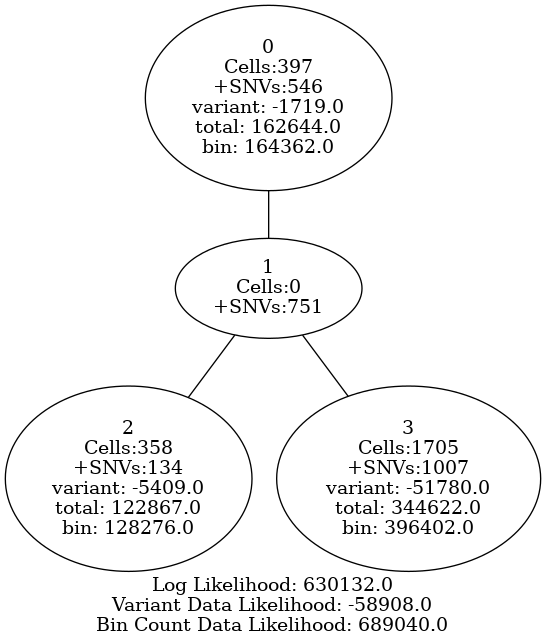 0
Cells:397
+SNVs:546
variant: -1719.0
total: 162644.0
bin: 164362.0
1
Cells:0
+SNVs:751
2
Cells:358
+SNVs:134
variant: -5409.0
total: 122867.0
bin: 128276.0
3
Cells:1705
+SNVs:1007
variant: -51780.0
total: 344622.0
bin: 396402.0
Log Likelihood: 630132.0
Variant Data Likelihood: -58908.0
Bin Count Data Likelihood: 689040.0